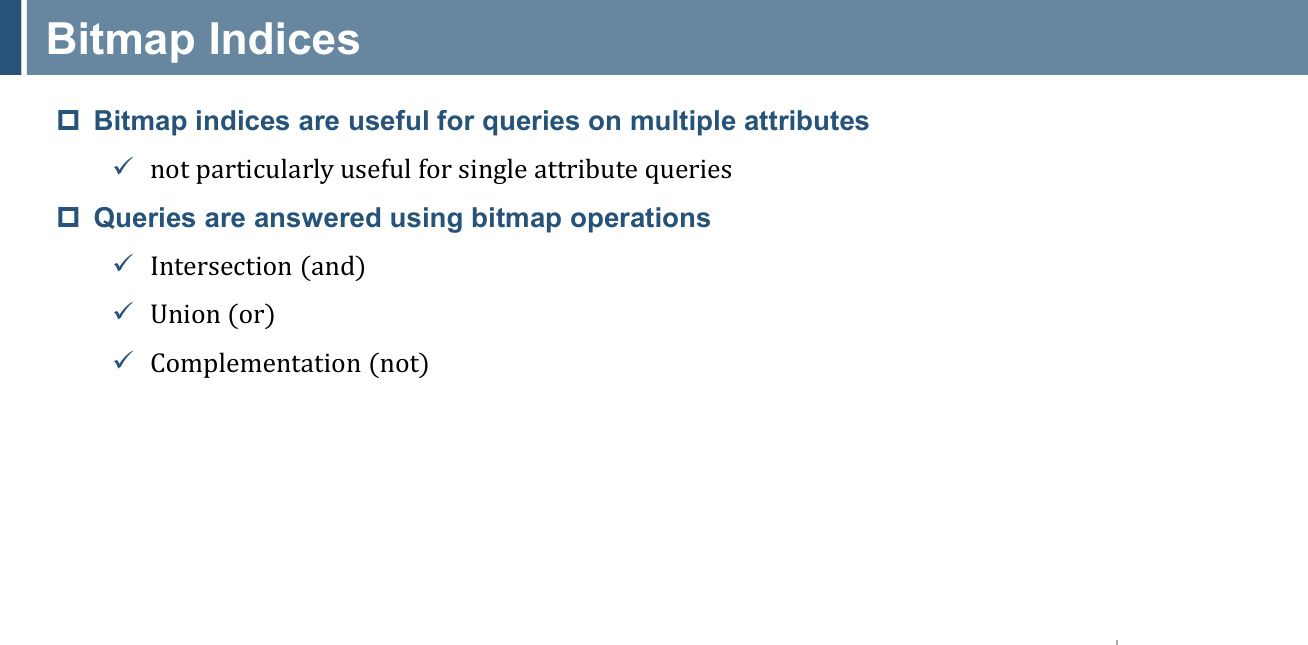 Bitmap Indices
Bitmap indices are useful for queries on multiple attributes
not particularly useful for single attribute queries
Queries are answered using bitmap operations
Intersection (and)
Union (or)
Complementation (not)